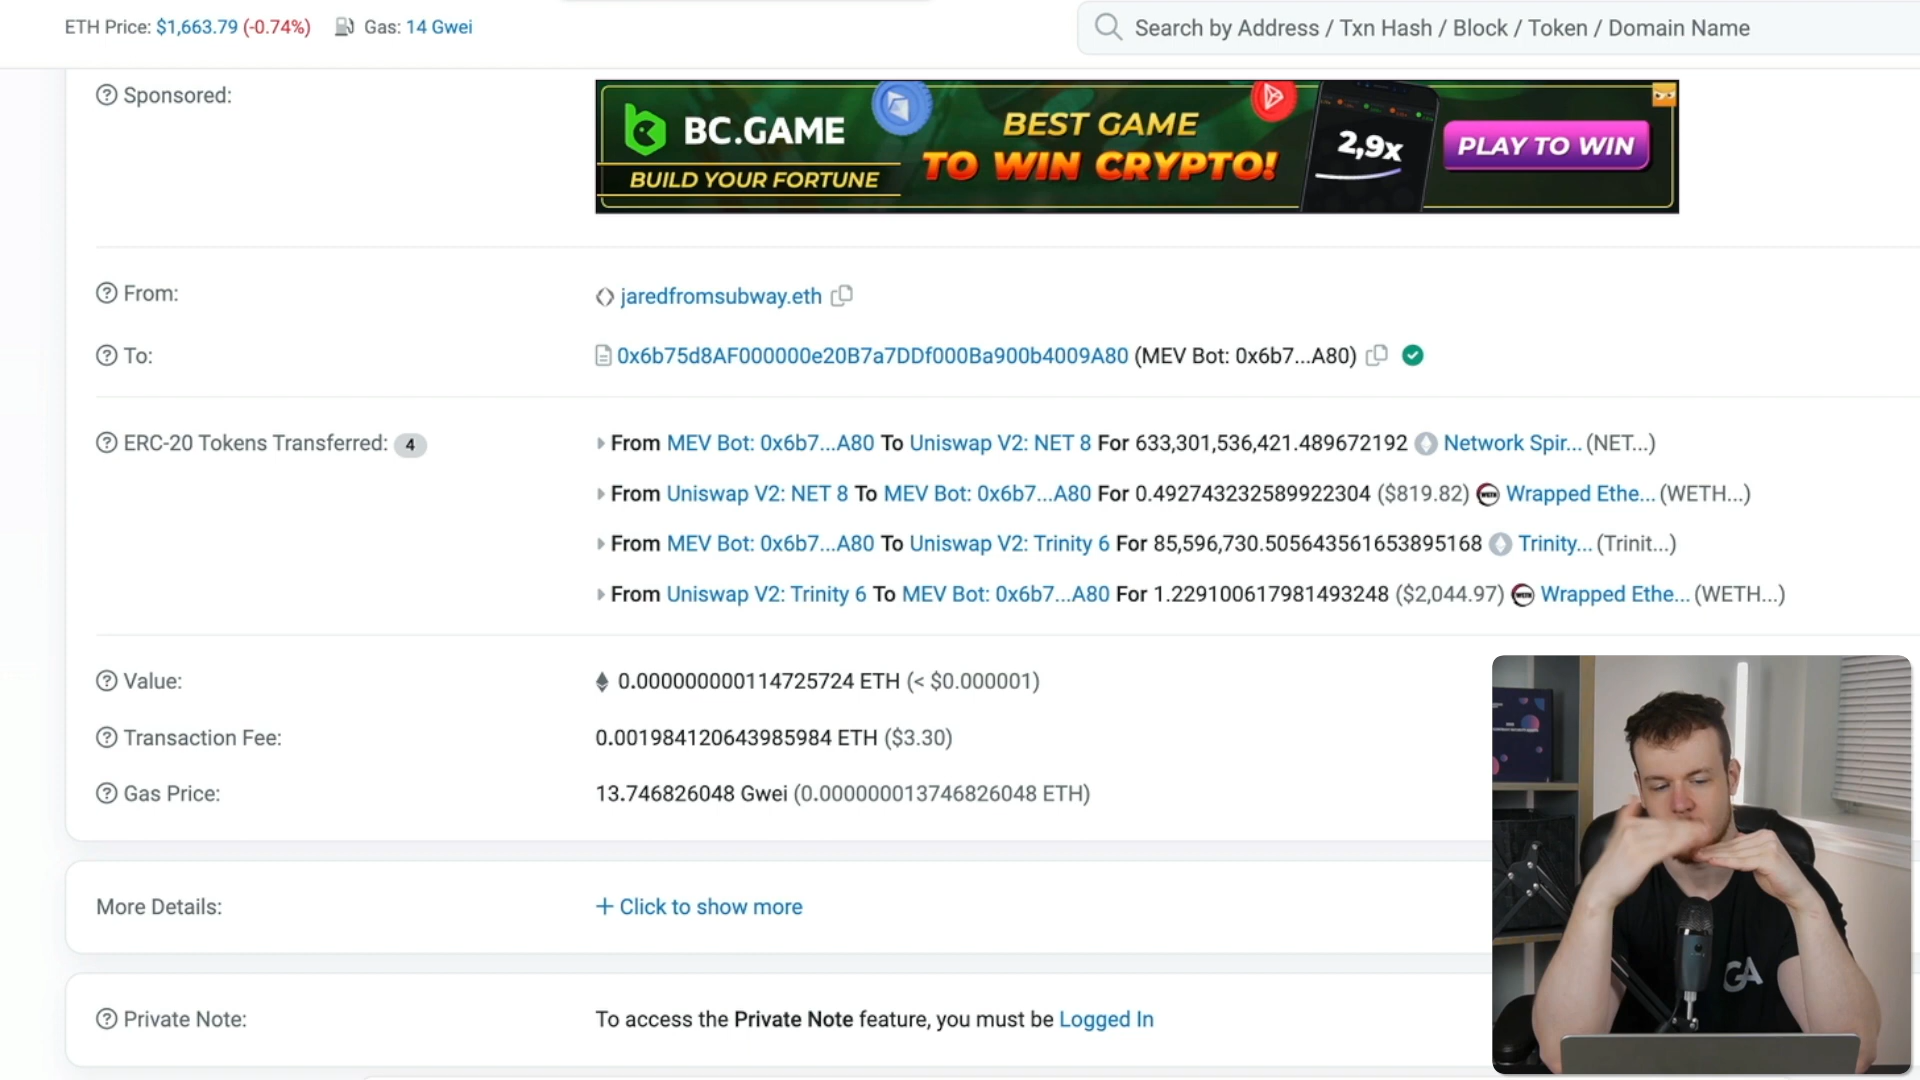 ETH Price: $1,663.79 (-0.74%) Gas: 14 Gwei
Search by Address / Txn Hash / Block / Token / Domain Name
Sponsored:
BC.GAME
BUILD YOUR FORTUNE
BEST GAME
TO WIN CRYPTO!
2,9x
PLAY TO WIN
From:
jaredfromsubway.eth
To:
0x6b75d8AF000000e20B7a7DDf000Ba900b4009A80 (MEV Bot: 0x6b7...A80)
ERC-20 Tokens Transferred: 4
From MEV Bot: 0x6b7...A80 To Uniswap V2: NET 8 For 633,301,536,421.489672192 Network Spir... (NET...)
From Uniswap V2: NET 8 To MEV Bot: 0x6b7...A80 For 0.492743232589922304 ($819.82) Wrapped Ethe... (WETH...)
From MEV Bot: 0x6b7...A80 To Uniswap V2: Trinity 6 For 85,596,730.505643561653895168 Trinity... (Trinit...)
From Uniswap V2: Trinity 6 To MEV Bot: 0x6b7...A80 For 1.229100617981493248 ($2,044.97) Wrapped Ethe... (WETH...)
Value:
0.000000000114725724 ETH (< $0.000001)
Transaction Fee:
0.001984120643985984 ETH ($3.30)
Gas Price:
13.746826048 Gwei (0.000000013746826048 ETH)
More Details:
+ Click to show more
Private Note:
To access the Private Note feature, you must be Logged In
GA